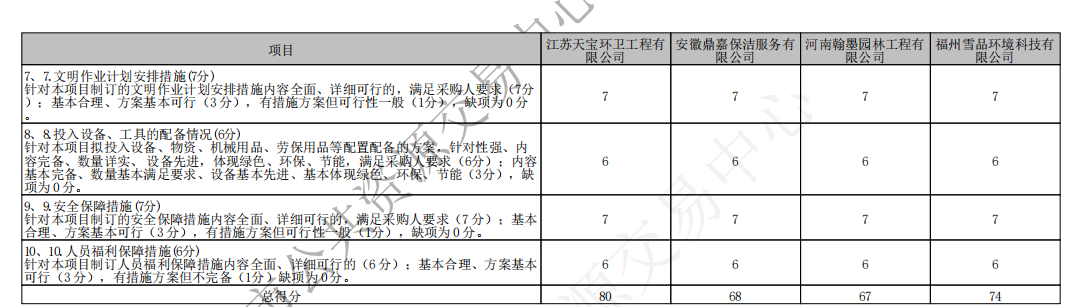 项目
江苏天宝环卫工程有
限公司
安徽鼎嘉保洁服务有
限公司
河南翰墨园林工程有
限公司
福州雪品环境科技有
限公司
7、7.文明作业计划安排措施(7分)
针对本项目制订的文明作业计划安排措施内容全面、详细可行的，满足采购人要求（7分
）；基本合理、方案基本可行（3分），有措施方案但可行性一般（1分），缺项为0分
。
7
7
7
7
8、8.投入设备、工具的配备情况(6分)
针对本项目拟投入设备、物资、机械用品、劳保用品等配置配备的方案，针对性强、内
容完备、数量详实、设备先进，体现绿色、环保、节能，满足采购人要求（6分）；内容
基本完备、数量基本满足要求、设备基本先进、基本体现绿色、环保、节能（3分），缺
项为0分。
6
6
6
6
9、9.安全保障措施(7分)
针对本项目制订的安全保障措施内容全面、详细可行的，满足采购人要求（7分）；基本
合理、方案基本可行（3分），有措施方案但可行性一般（1分），缺项为0分。
7
7
7
7
10、10.人员福利保障措施(6分)
针对本项目制订人员福利保障措施内容全面、详细可行的（6分）；基本合理、方案基本
可行（3分），有措施方案但不完备（1分）缺项为0分。
6
6
6
6
总得分
80
68
67
74
市公共资源交易中心
源交易中心